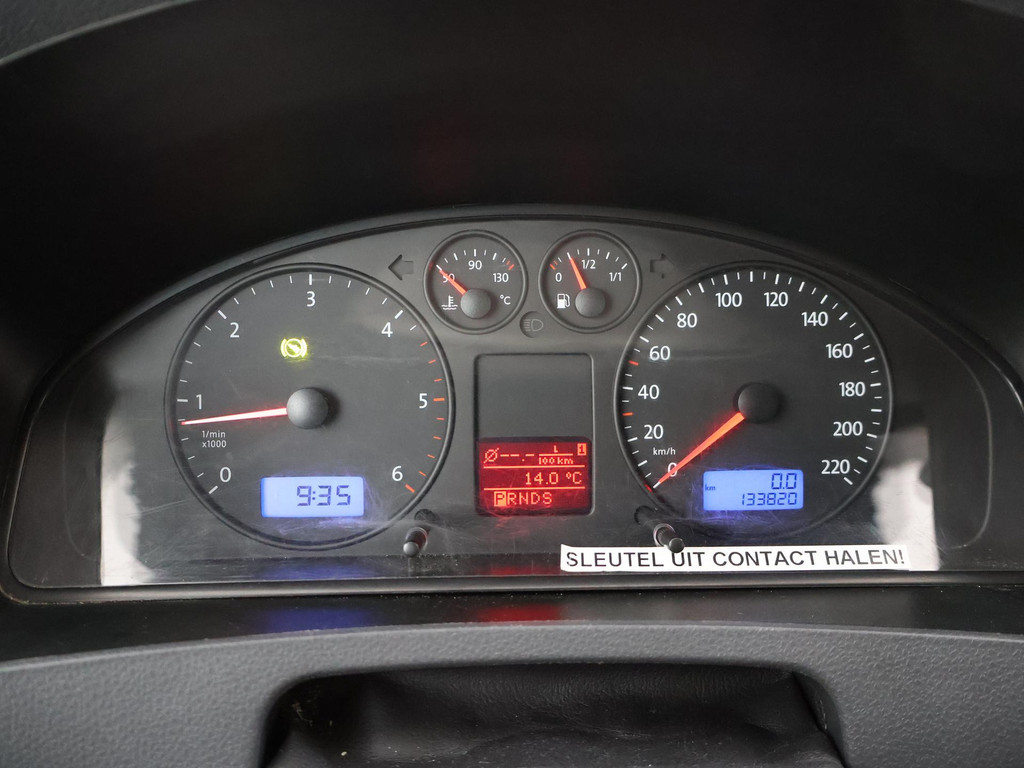 0
1
2
3
4
5
6
1/min
x1000
9:35
50 90 130
°C
0 1/2 1/1
Ø--.- L 1
100 km
14.0 °C
PRNDS
0
20
40
60
80
100
120
140
160
180
200
220
km/h
0.0
km
133820
SLEUTEL UIT CONTACT HALEN!